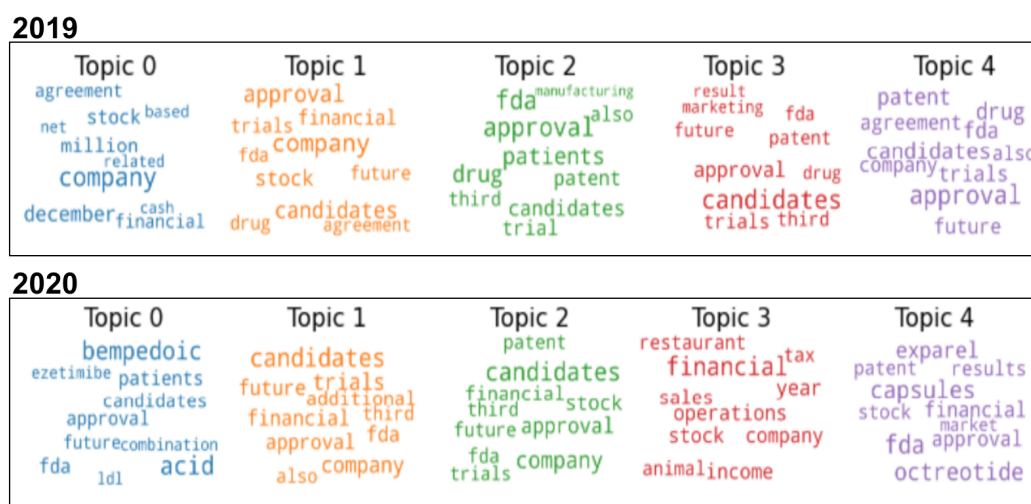 2019
Topic 0 Topic 1 Topic 2 Topic 3 Topic 4
agreement
stock based
net
million
related
company
december cash
financial
approval
trials financial
fda company
stock future
candidates
drug agreement
fda manufacturing
also
approval
patients
drug patent
third candidates
trial
result
marketing fda
future patent
approval drug
candidates
trials third
patent drug
agreement fda
candidates also
company trials
approval
future
2020
Topic 0 Topic 1 Topic 2 Topic 3 Topic 4
bempedoic
ezetimibe patients
candidates
approval
future combination
fda ldl acid
candidates
future trials
additional
financial third
approval fda
also company
patent
candidates
financial
third stock
future approval
fda
trials company
restaurant
financial tax
year
sales
operations
stock company
animal income
exparel
patent results
capsules
stock financial
market
fda approval
octreotide